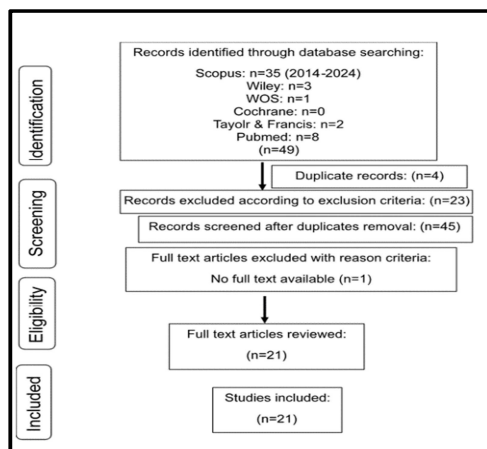 Identification
Records identified through database searching:
Scopus: n=35 (2014-2024)
Wiley: n=3
WOS: n=1
Cochrane: n=0
Tayolr & Francis: n=2
Pubmed: n=8
(n=49)
Duplicate records: (n=4)
Screening
Records excluded according to exclusion criteria: (n=23)
Records screened after duplicates removal: (n=45)
Full text articles excluded with reason criteria:
No full text available (n=1)
Eligibility
Full text articles reviewed:
(n=21)
Included
Studies included:
(n=21)